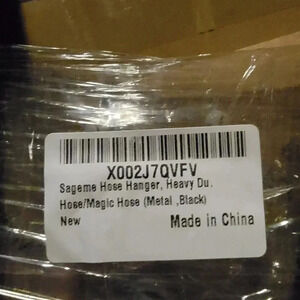 X002J7QVFV
Sageme Hose Hanger, Heavy Du.
Hose/Magic Hose (Metal ,Black)
New
Made in China